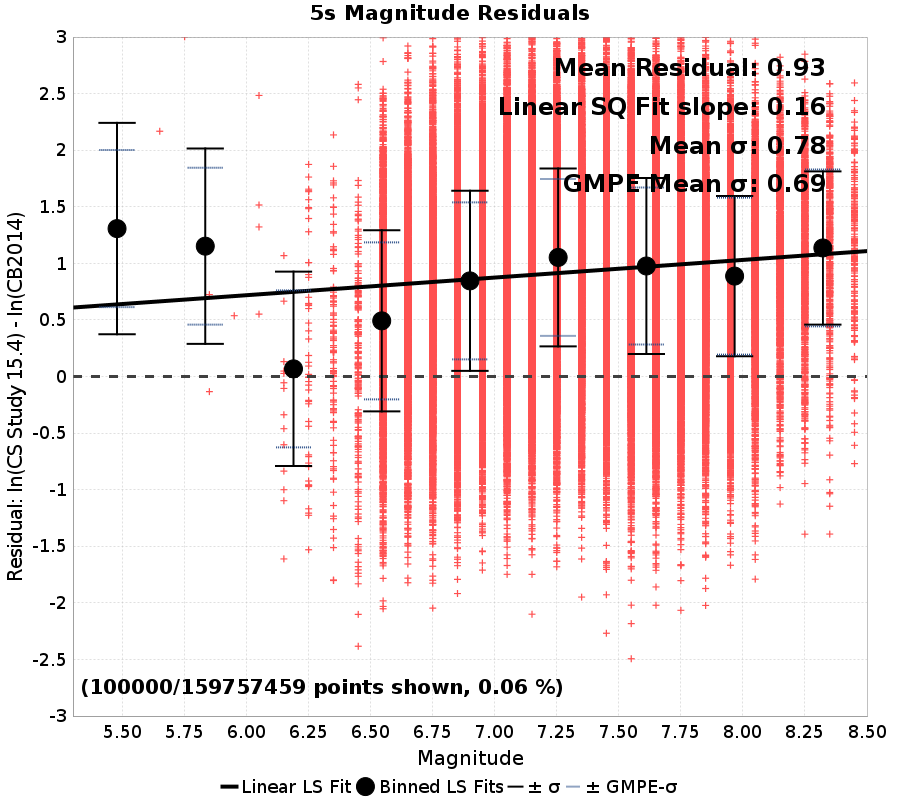 5s Magnitude Residuals
Mean Residual: 0.93
Linear SQ Fit slope: 0.16
Mean σ: 0.78
GMPE Mean σ: 0.69
3
2.5
2
1.5
1
0.5
0
-0.5
-1
-1.5
-2
-2.5
-3
Residual: ln(CS Study 15.4) - ln(CB2014)
(100000/159757459 points shown, 0.06 %)
5.50 5.75 6.00 6.25 6.50 6.75 7.00 7.25 7.50 7.75 8.00 8.25 8.50
Magnitude
Linear LS Fit Binned LS Fits ± σ ± GMPE-σ